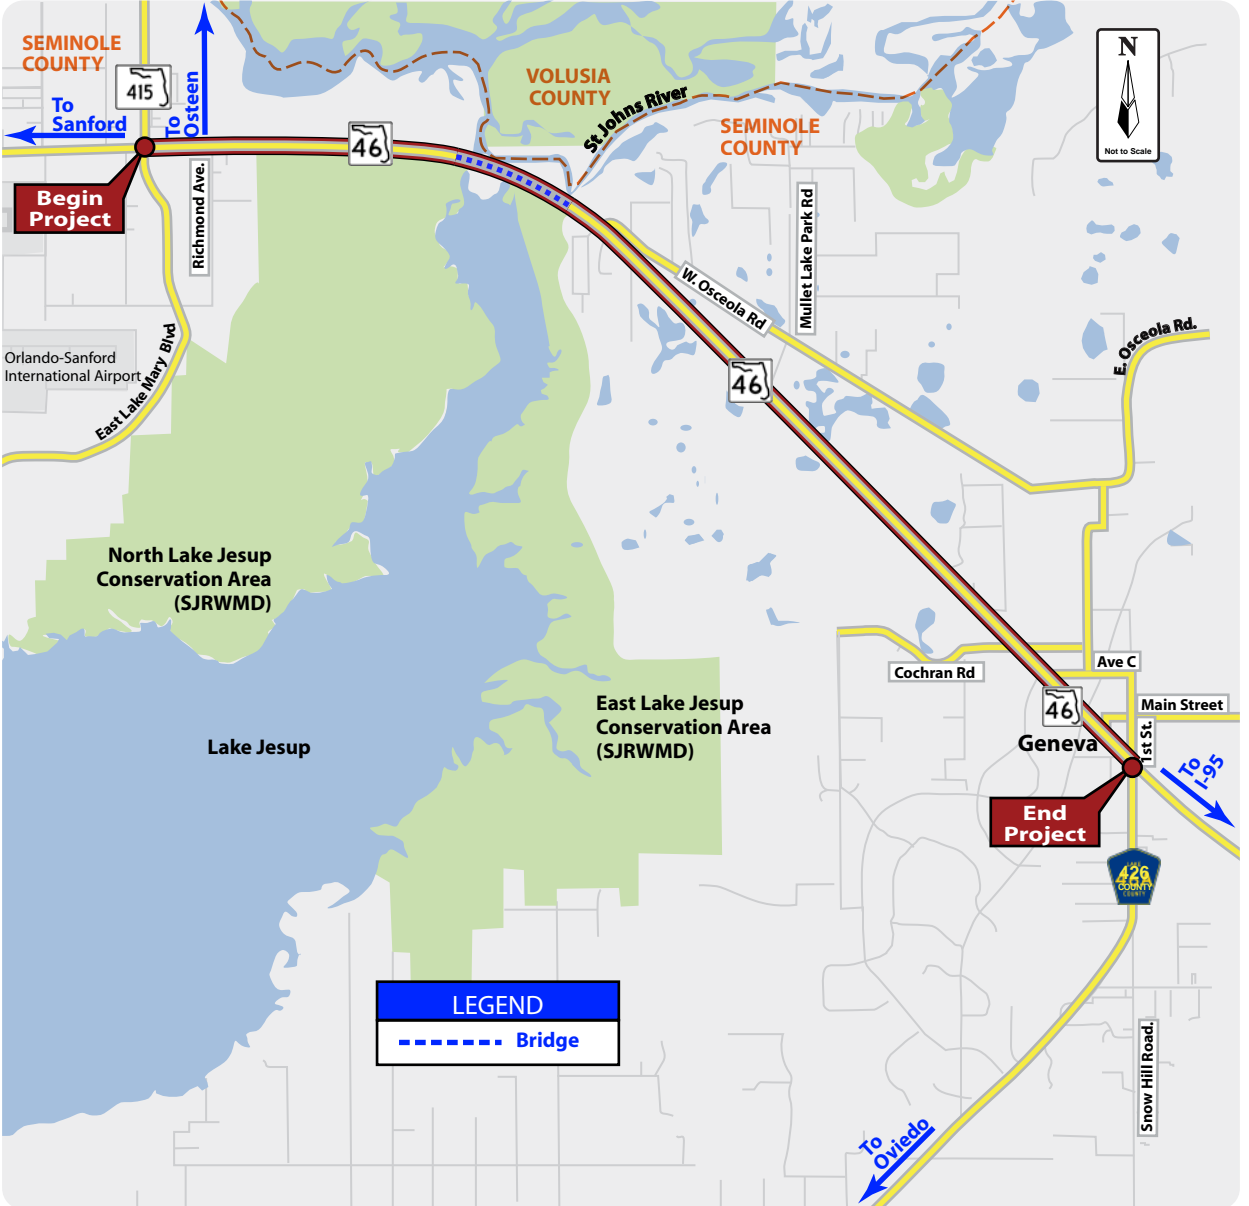 SEMINOLE
COUNTY
415
To
Sanford
To
Osteen
46
VOLUSIA
COUNTY
St Johns River
SEMINOLE
COUNTY
N
Not to Scale
Begin
Project
Richmond Ave.
Mullet Lake Park Rd
W. Osceola Rd
E. Osceola Rd.
Orlando-Sanford
International Airport
East Lake Mary Blvd
46
North Lake Jesup
Conservation Area
(SJRWMD)
Cochran Rd
Ave C
East Lake Jesup
Conservation Area
(SJRWMD)
46
Main Street
1st St.
Geneva
Lake Jesup
To
I-95
End
Project
426
COUNTY
LEGEND
Bridge
Snow Hill Road.
To
Oviedo